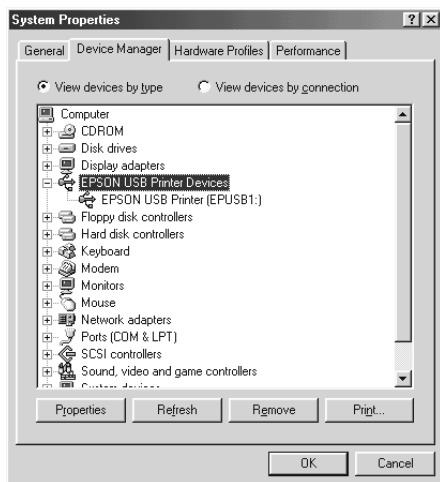 System Properties
General Device Manager Hardware Profiles Performance
View devices by type View devices by connection
Computer
CDROM
Disk drives
Display adapters
EPSON USB Printer Devices
EPSON USB Printer (EPUSB1:)
Floppy disk controllers
Hard disk controllers
Keyboard
Modem
Monitors
Mouse
Network adapters
Ports (COM & LPT)
SCSI controllers
Sound, video and game controllers
System devices
Properties Refresh Remove Print...
OK Cancel